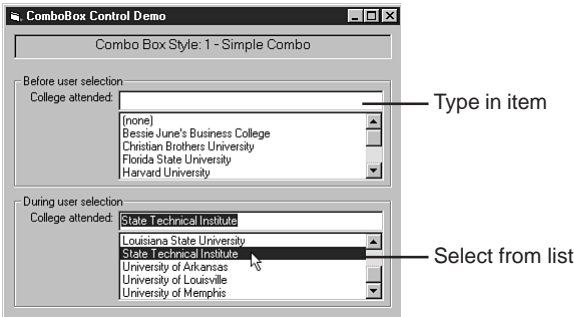 ComboBox Control Demo
Combo Box Style: 1 - Simple Combo
Before user selection
College attended:
Type in item
(none)
Bessie June's Business College
Christian Brothers University
Florida State University
Harvard University
During user selection
College attended: State Technical Institute
Louisiana State University
State Technical Institute
Select from list
University of Arkansas
University of Louisville
University of Memphis